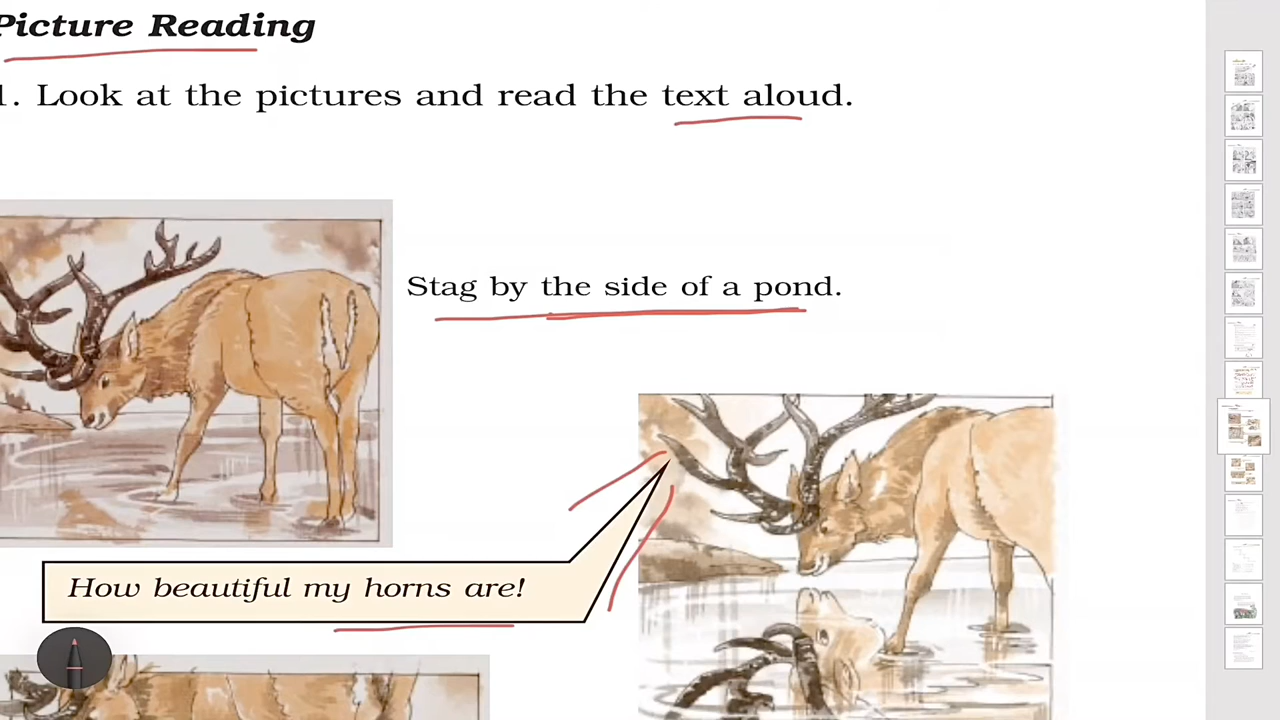 Picture Reading
1. Look at the pictures and read the text aloud.
Stag by the side of a pond.
How beautiful my horns are!